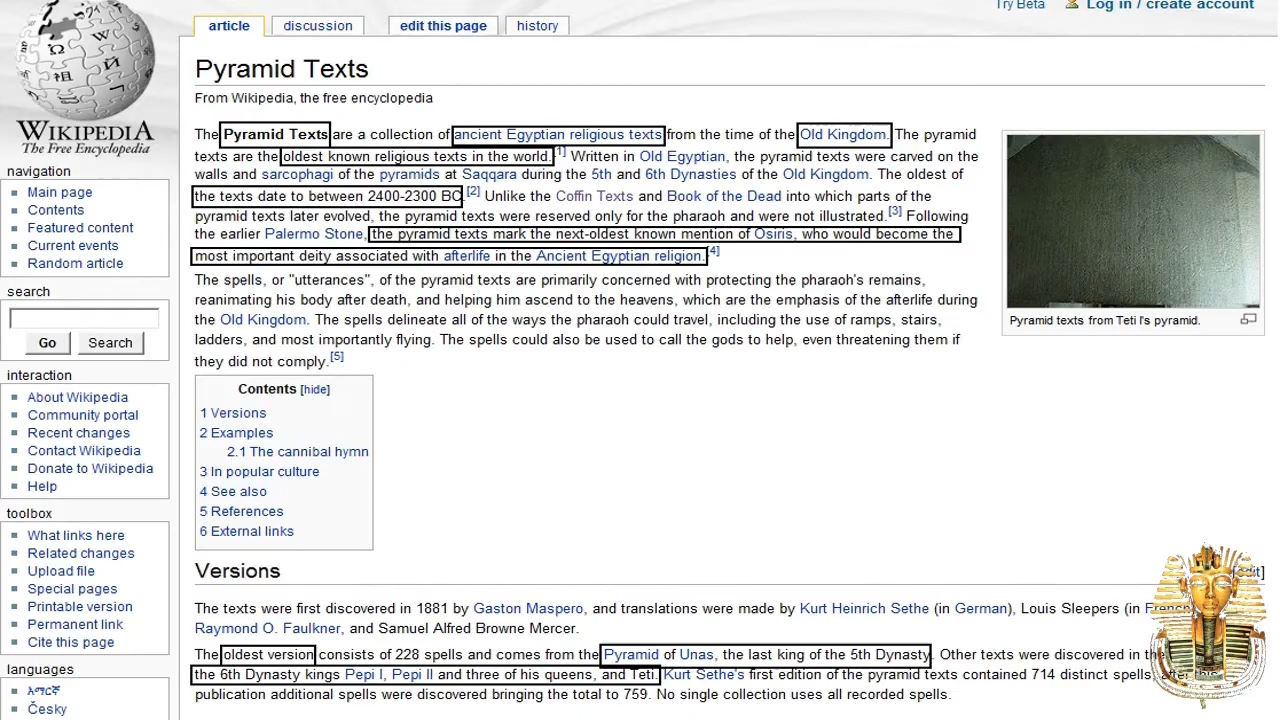 Try Beta Log in / create account
article discussion edit this page history
WIKIPEDIA
The Free Encyclopedia
navigation
Main page
Contents
Featured content
Current events
Random article
search
Go Search
interaction
About Wikipedia
Community portal
Recent changes
Contact Wikipedia
Donate to Wikipedia
Help
toolbox
What links here
Related changes
Upload file
Special pages
Printable version
Permanent link
Cite this page
languages
አማርኛ
Česky
Pyramid Texts
From Wikipedia, the free encyclopedia
The Pyramid Texts are a collection of ancient Egyptian religious texts from the time of the Old Kingdom. The pyramid
texts are the oldest known religious texts in the world.[1] Written in Old Egyptian, the pyramid texts were carved on the
walls and sarcophagi of the pyramids at Saqqara during the 5th and 6th Dynasties of the Old Kingdom. The oldest of
the texts date to between 2400-2300 BC.[2] Unlike the Coffin Texts and Book of the Dead into which parts of the
pyramid texts later evolved, the pyramid texts were reserved only for the pharaoh and were not illustrated.[3] Following
the earlier Palermo Stone, the pyramid texts mark the next-oldest known mention of Osiris, who would become the
most important deity associated with afterlife in the Ancient Egyptian religion.[4]
The spells, or "utterances", of the pyramid texts are primarily concerned with protecting the pharaoh's remains,
reanimating his body after death, and helping him ascend to the heavens, which are the emphasis of the afterlife during
the Old Kingdom. The spells delineate all of the ways the pharaoh could travel, including the use of ramps, stairs,
ladders, and most importantly flying. The spells could also be used to call the gods to help, even threatening them if
they did not comply.[5]
Pyramid texts from Teti I's pyramid.
Contents [hide]
1 Versions
2 Examples
2.1 The cannibal hymn
3 In popular culture
4 See also
5 References
6 External links
Versions
The texts were first discovered in 1881 by Gaston Maspero, and translations were made by Kurt Heinrich Sethe (in German), Louis Sleepers (in
Raymond O. Faulkner, and Samuel Alfred Browne Mercer.
The oldest version consists of 228 spells and comes from the Pyramid of Unas, the last king of the 5th Dynasty. Other texts were discovered in
the 6th Dynasty kings Pepi I, Pepi II and three of his queens, and Teti. Kurt Sethe's first edition of the pyramid texts contained 714 distinct spells;
publication additional spells were discovered bringing the total to 759. No single collection uses all recorded spells.